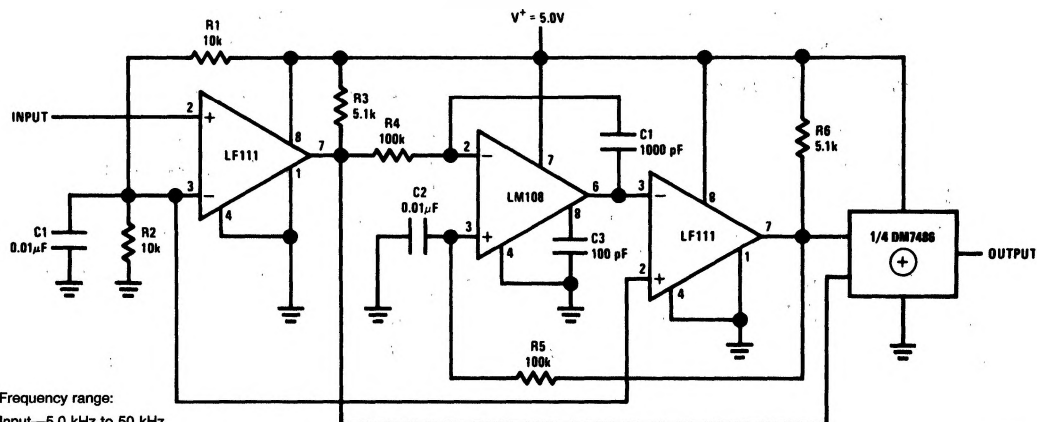 V+ = 5.0V
R1
10k
R3
5.1k
R4
100k
C1
1000 pF
R6
5.1k
INPUT
2
+
8
LF111
7
1
3
−
4
C1
0.01µF
R2
10k
2
−
7
LM108
6
8
3
+
4
C2
0.01µF
C3
100 pF
3
−
8
LF111
7
1
2
+
4
1/4 DM7486
+
OUTPUT
R5
100k
Frequency range:
Input—5.0 kHz to 50 kHz